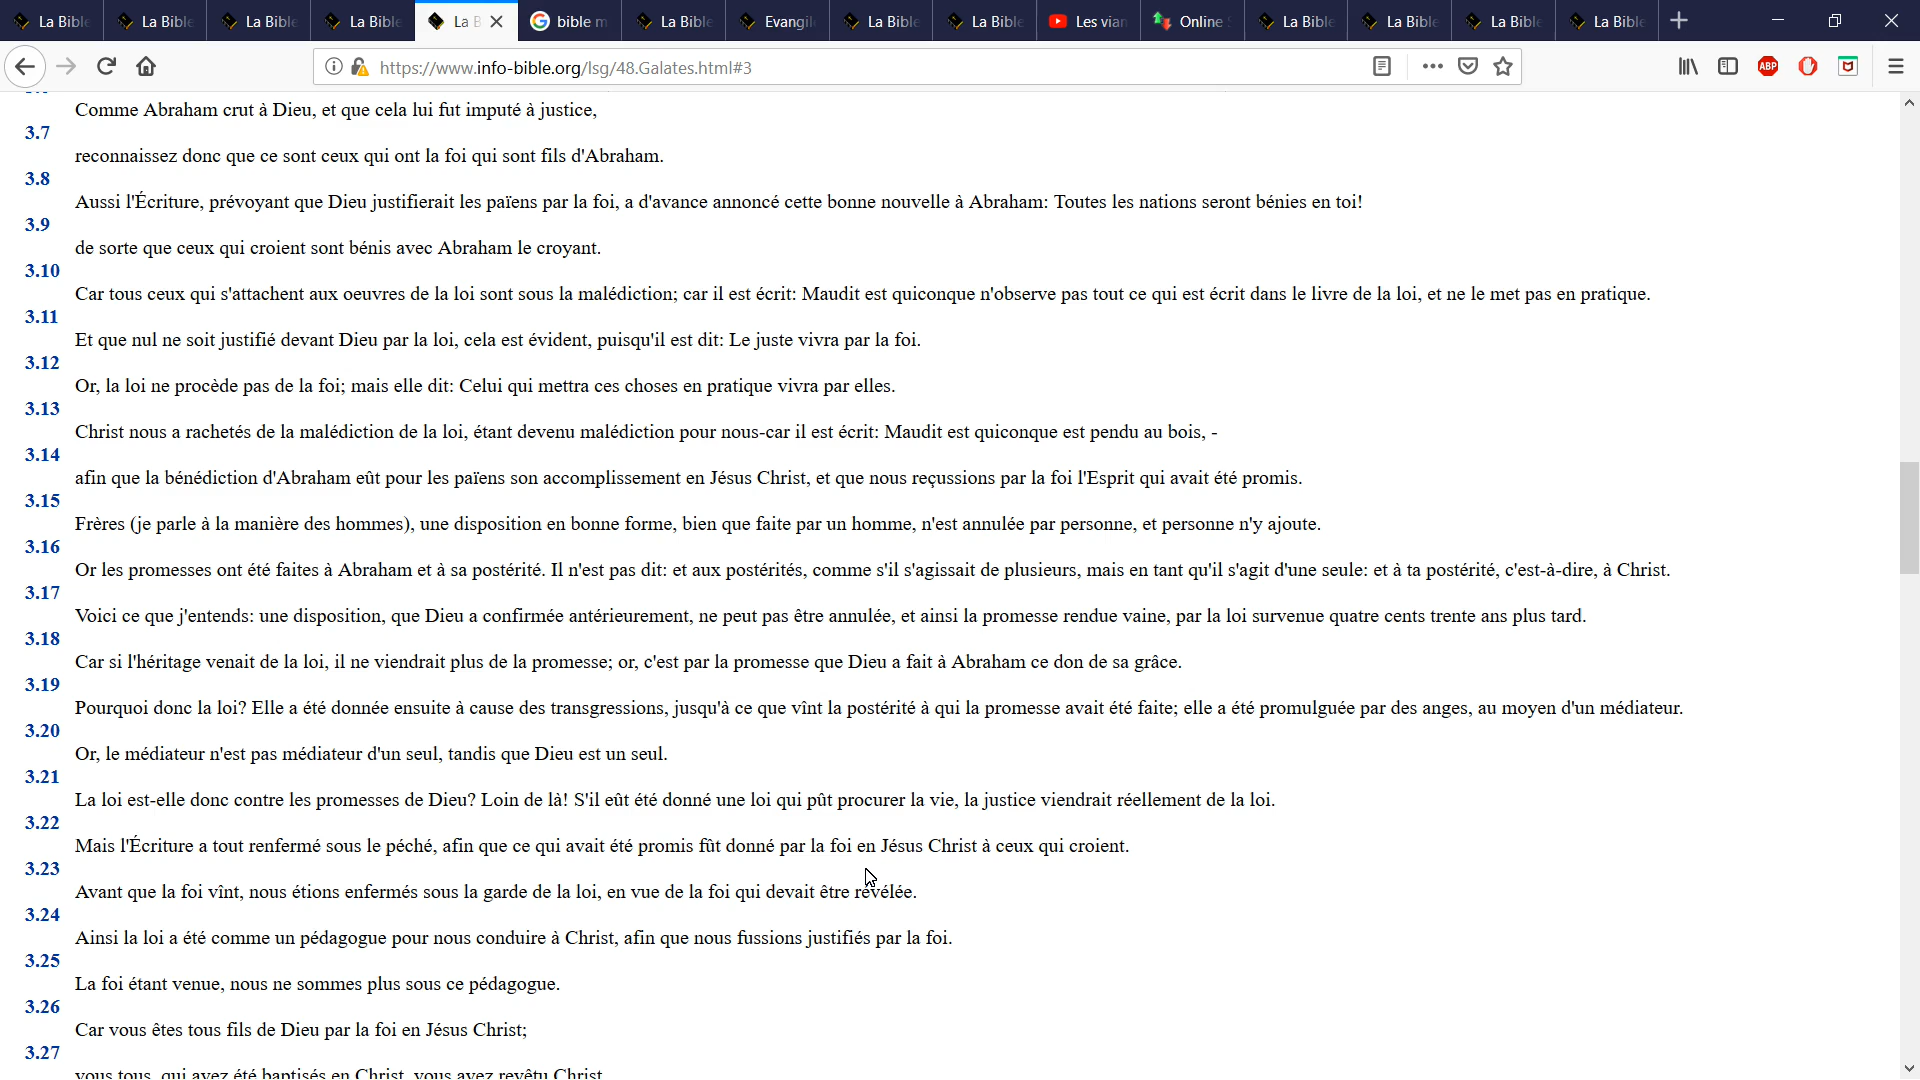 La Bible
La Bible
La Bible
La Bible
La B
bible m
La Bible
Evangil
La Bible
La Bible
Les vian
Online
La Bible
La Bible
La Bible
La Bible
https://www.info-bible.org/lsg/48.Galates.html#3
ABP
Comme Abraham crut à Dieu, et que cela lui fut imputé à justice,
3.7
reconnaissez donc que ce sont ceux qui ont la foi qui sont fils d'Abraham.
3.8
Aussi l'Écriture, prévoyant que Dieu justifierait les païens par la foi, a d'avance annoncé cette bonne nouvelle à Abraham: Toutes les nations seront bénies en toi!
3.9
de sorte que ceux qui croient sont bénis avec Abraham le croyant.
3.10
Car tous ceux qui s'attachent aux oeuvres de la loi sont sous la malédiction; car il est écrit: Maudit est quiconque n'observe pas tout ce qui est écrit dans le livre de la loi, et ne le met pas en pratique.
3.11
Et que nul ne soit justifié devant Dieu par la loi, cela est évident, puisqu'il est dit: Le juste vivra par la foi.
3.12
Or, la loi ne procède pas de la foi; mais elle dit: Celui qui mettra ces choses en pratique vivra par elles.
3.13
Christ nous a rachetés de la malédiction de la loi, étant devenu malédiction pour nous-car il est écrit: Maudit est quiconque est pendu au bois, -
3.14
afin que la bénédiction d'Abraham eût pour les païens son accomplissement en Jésus Christ, et que nous reçussions par la foi l'Esprit qui avait été promis.
3.15
Frères (je parle à la manière des hommes), une disposition en bonne forme, bien que faite par un homme, n'est annulée par personne, et personne n'y ajoute.
3.16
Or les promesses ont été faites à Abraham et à sa postérité. Il n'est pas dit: et aux postérités, comme s'il s'agissait de plusieurs, mais en tant qu'il s'agit d'une seule: et à ta postérité, c'est-à-dire, à Christ.
3.17
Voici ce que j'entends: une disposition, que Dieu a confirmée antérieurement, ne peut pas être annulée, et ainsi la promesse rendue vaine, par la loi survenue quatre cents trente ans plus tard.
3.18
Car si l'héritage venait de la loi, il ne viendrait plus de la promesse; or, c'est par la promesse que Dieu a fait à Abraham ce don de sa grâce.
3.19
Pourquoi donc la loi? Elle a été donnée ensuite à cause des transgressions, jusqu'à ce que vînt la postérité à qui la promesse avait été faite; elle a été promulguée par des anges, au moyen d'un médiateur.
3.20
Or, le médiateur n'est pas médiateur d'un seul, tandis que Dieu est un seul.
3.21
La loi est-elle donc contre les promesses de Dieu? Loin de là! S'il eût été donné une loi qui pût procurer la vie, la justice viendrait réellement de la loi.
3.22
Mais l'Écriture a tout renfermé sous le péché, afin que ce qui avait été promis fût donné par la foi en Jésus Christ à ceux qui croient.
3.23
Avant que la foi vînt, nous étions enfermés sous la garde de la loi, en vue de la foi qui devait être révélée.
3.24
Ainsi la loi a été comme un pédagogue pour nous conduire à Christ, afin que nous fussions justifiés par la foi.
3.25
La foi étant venue, nous ne sommes plus sous ce pédagogue.
3.26
Car vous êtes tous fils de Dieu par la foi en Jésus Christ;
3.27
vous tous, qui avez été baptisés en Christ, vous avez revêtu Christ.